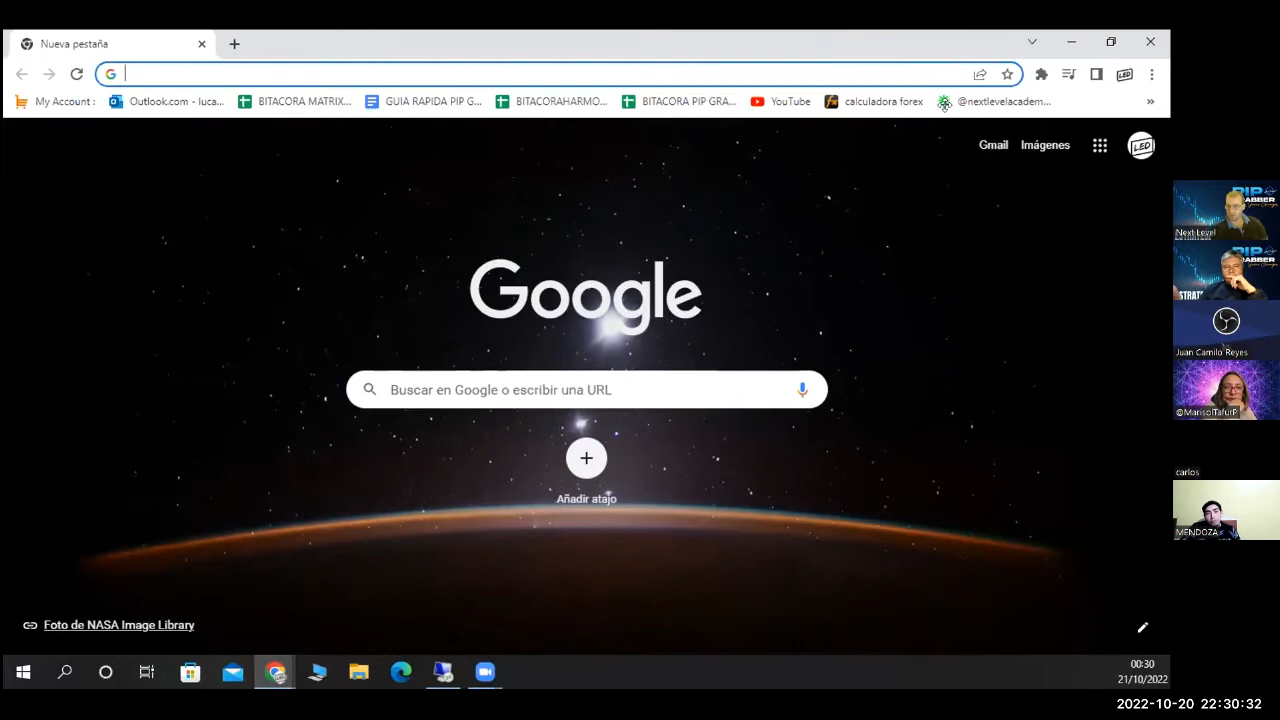 Nueva pestaña
My Account :
Outlook.com - luca...
BITACORA MATRIX...
GUIA RAPIDA PIP G...
BITACORAHARMO...
BITACORA PIP GRA...
YouTube
calculadora forex
@nextlevelacadem...
Gmail
Imágenes
LED
Google
Buscar en Google o escribir una URL
Añadir atajo
Foto de NASA Image Library
Next Level
Juan Camilo Reyes
@MarisolTafurP
carlos
MENDOZA
00:30
21/10/2022
2022-10-20 22:30:32